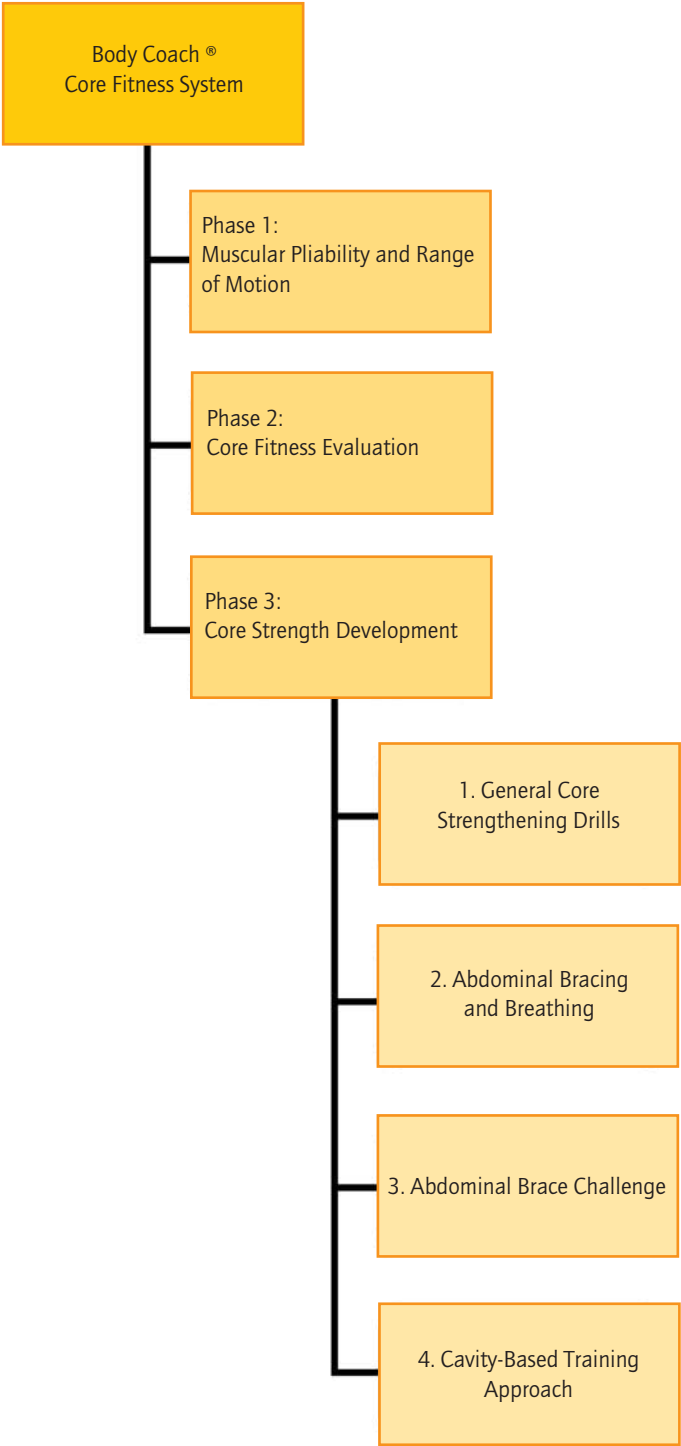 Body Coach ®
Core Fitness System
Phase 1:
Muscular Pliability and Range
of Motion
Phase 2:
Core Fitness Evaluation
Phase 3:
Core Strength Development
1. General Core
Strengthening Drills
2. Abdominal Bracing
and Breathing
3. Abdominal Brace Challenge
4. Cavity-Based Training
Approach